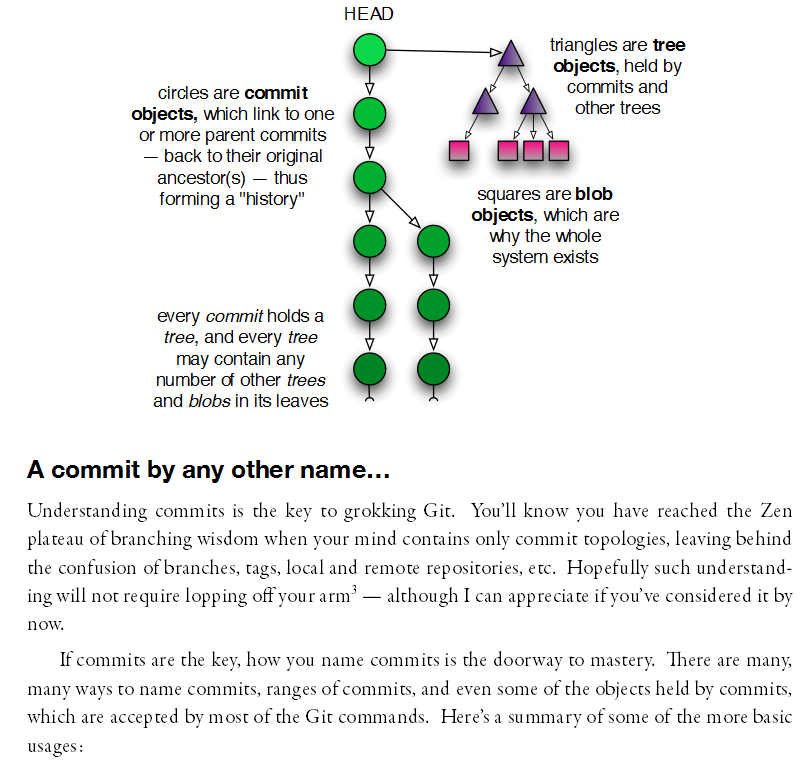 HEAD
triangles are tree
objects, held by
commits and
other trees
circles are commit
objects, which link to one
or more parent commits
— back to their original
ancestor(s) — thus
forming a "history"
squares are blob
objects, which are
why the whole
system exists
every commit holds a
tree, and every tree
may contain any
number of other trees
and blobs in its leaves
A commit by any other name…
Understanding commits is the key to grokking Git. You’ll know you have reached the Zen
plateau of branching wisdom when your mind contains only commit topologies, leaving behind
the confusion of branches, tags, local and remote repositories, etc. Hopefully such understand-
ing will not require lopping off your arm³ — although I can appreciate if you’ve considered it by
now.
If commits are the key, how you name commits is the doorway to mastery. There are many,
many ways to name commits, ranges of commits, and even some of the objects held by commits,
which are accepted by most of the Git commands. Here’s a summary of some of the more basic
usages: